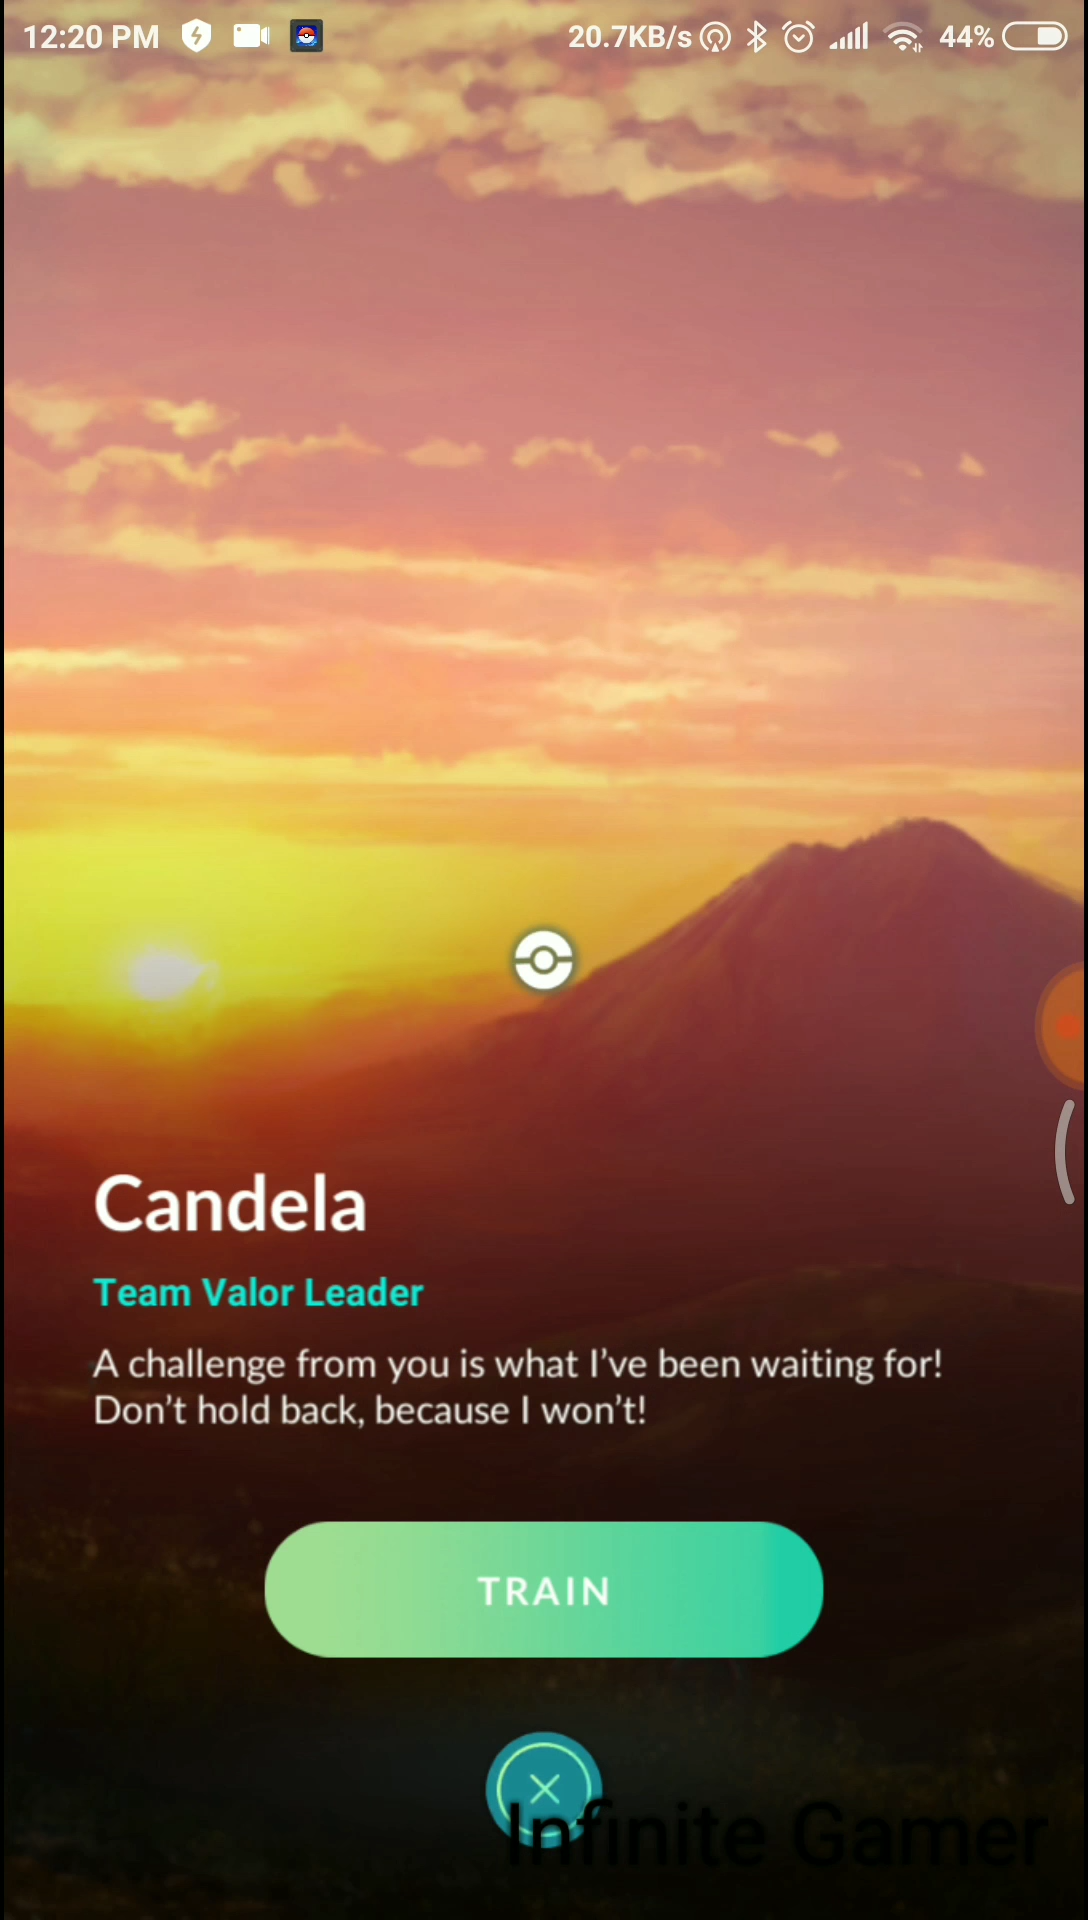 12:20 PM 20.7KB/s 44%
Candela
Team Valor Leader
A challenge from you is what I've been waiting for!
Don't hold back, because I won't!
TRAIN
Infinite Gamer